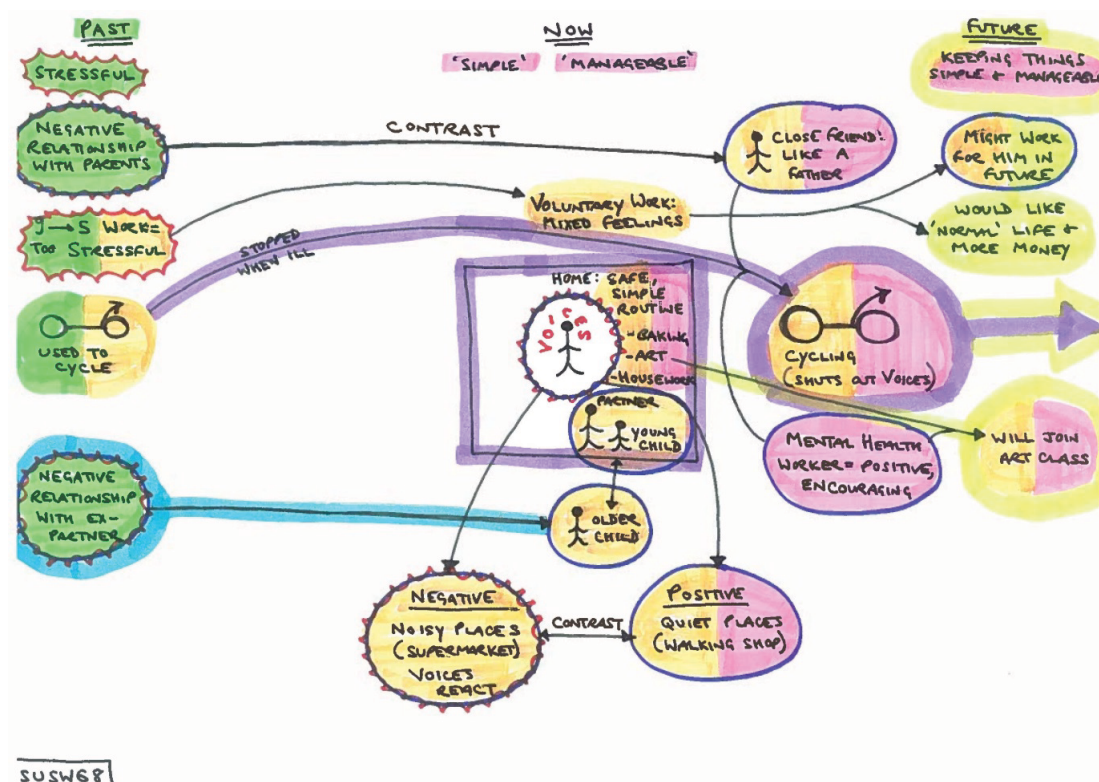 PAST
STRESSFUL
NEGATIVE
RELATIONSHIP
WITH PARENTS
S WORK=
TOO STRESSFUL
USED TO
CYCLE
NEGATIVE
RELATIONSHIP
WITH EX-
PARTNER
NOW
'SIMPLE' 'MANAGEABLE'
CONTRAST
STOPPED
WHEN ILL
VOLUNTARY WORK:
MIXED FEELINGS
CLOSE FRIEND:
LIKE A
FATHER
HOME: SAFE,
SIMPLE
ROUTINE
-BAKING
-ART
-HOUSEWORK
VOICES
PARTNER
YOUNG
CHILD
OLDER
CHILD
NEGATIVE
NOISY PLACES
(SUPERMARKET)
VOICES
REACT
CONTRAST
POSITIVE
QUIET PLACES
(WALKING SHOP)
CYCLING
(SHUTS OUT VOICES)
MENTAL HEALTH
WORKER = POSITIVE,
ENCOURAGING
FUTURE
KEEPING THINGS
SIMPLE & MANAGEABLE
MIGHT WORK
FOR HIM IN
FUTURE
WOULD LIKE
'NORMAL' LIFE &
MORE MONEY
WILL JOIN
ART CLASS
SUSW68